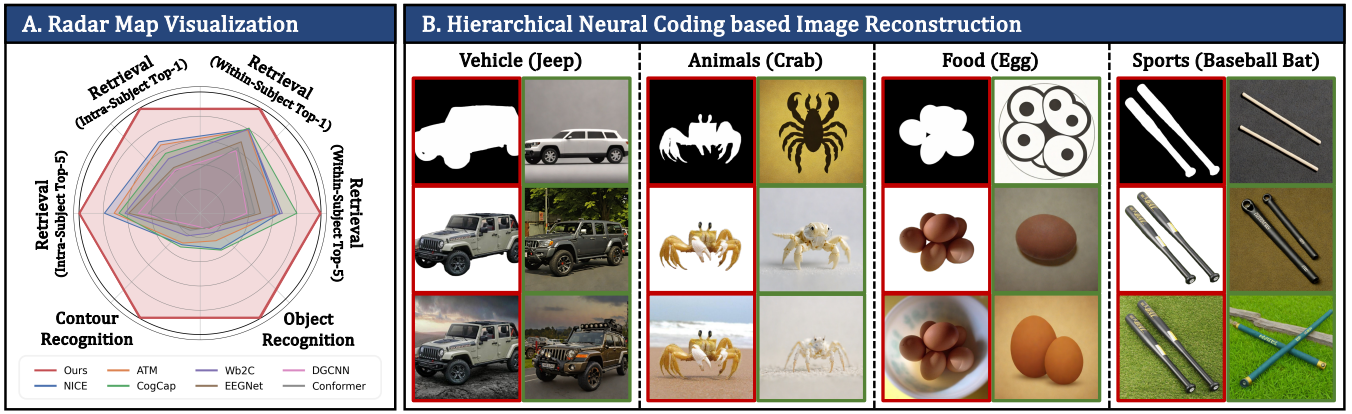 A. Radar Map Visualization
Retrieval
(Intra-Subject Top-1)
Retrieval
(Within-Subject Top-1)
Retrieval
(Intra-Subject Top-5)
Retrieval
(Within-Subject Top-5)
Contour
Recognition
Object
Recognition
Ours
ATM
Wb2C
DGCNN
NICE
CogCap
EEGNet
Conformer
B. Hierarchical Neural Coding based Image Reconstruction
Vehicle (Jeep)
Animals (Crab)
Food (Egg)
Sports (Baseball Bat)